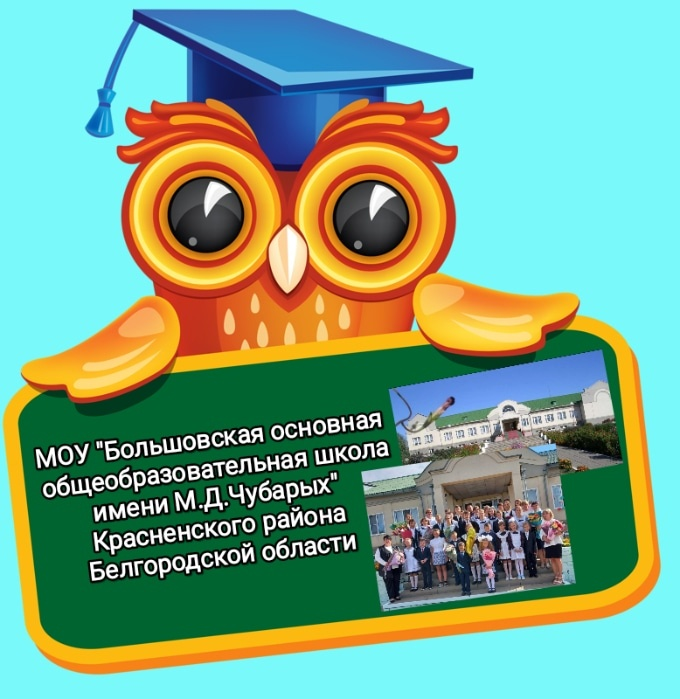 МОУ "Большовская основная
общеобразовательная школа
имени М.Д.Чубарых"
Красненского района
Белгородской области